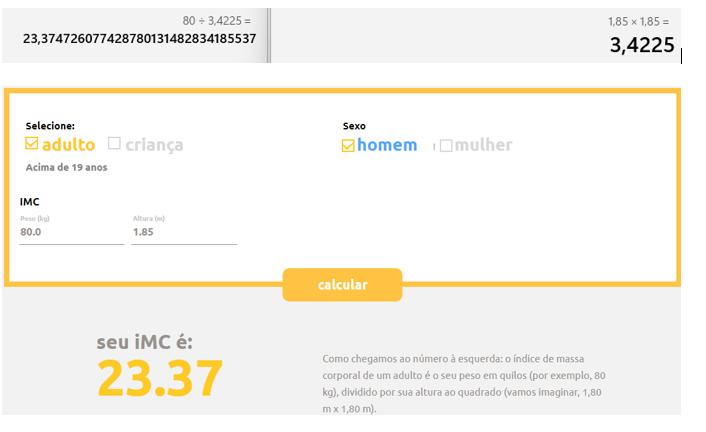 80 ÷ 3,4225 =
23,374726077428780131482834185537
1,85 × 1,85 =
3,4225
Selecione:
adulto criança
Acima de 19 anos
Sexo
homem mulher
IMC
Peso (kg) Altura (m)
80.0 1.85
calcular
seu iMC é:
23.37
Como chegamos ao número à esquerda: o índice de massa
corporal de um adulto é o seu peso em quilos (por exemplo, 80
kg), dividido por sua altura ao quadrado (vamos imaginar, 1,80
m x 1,80 m).